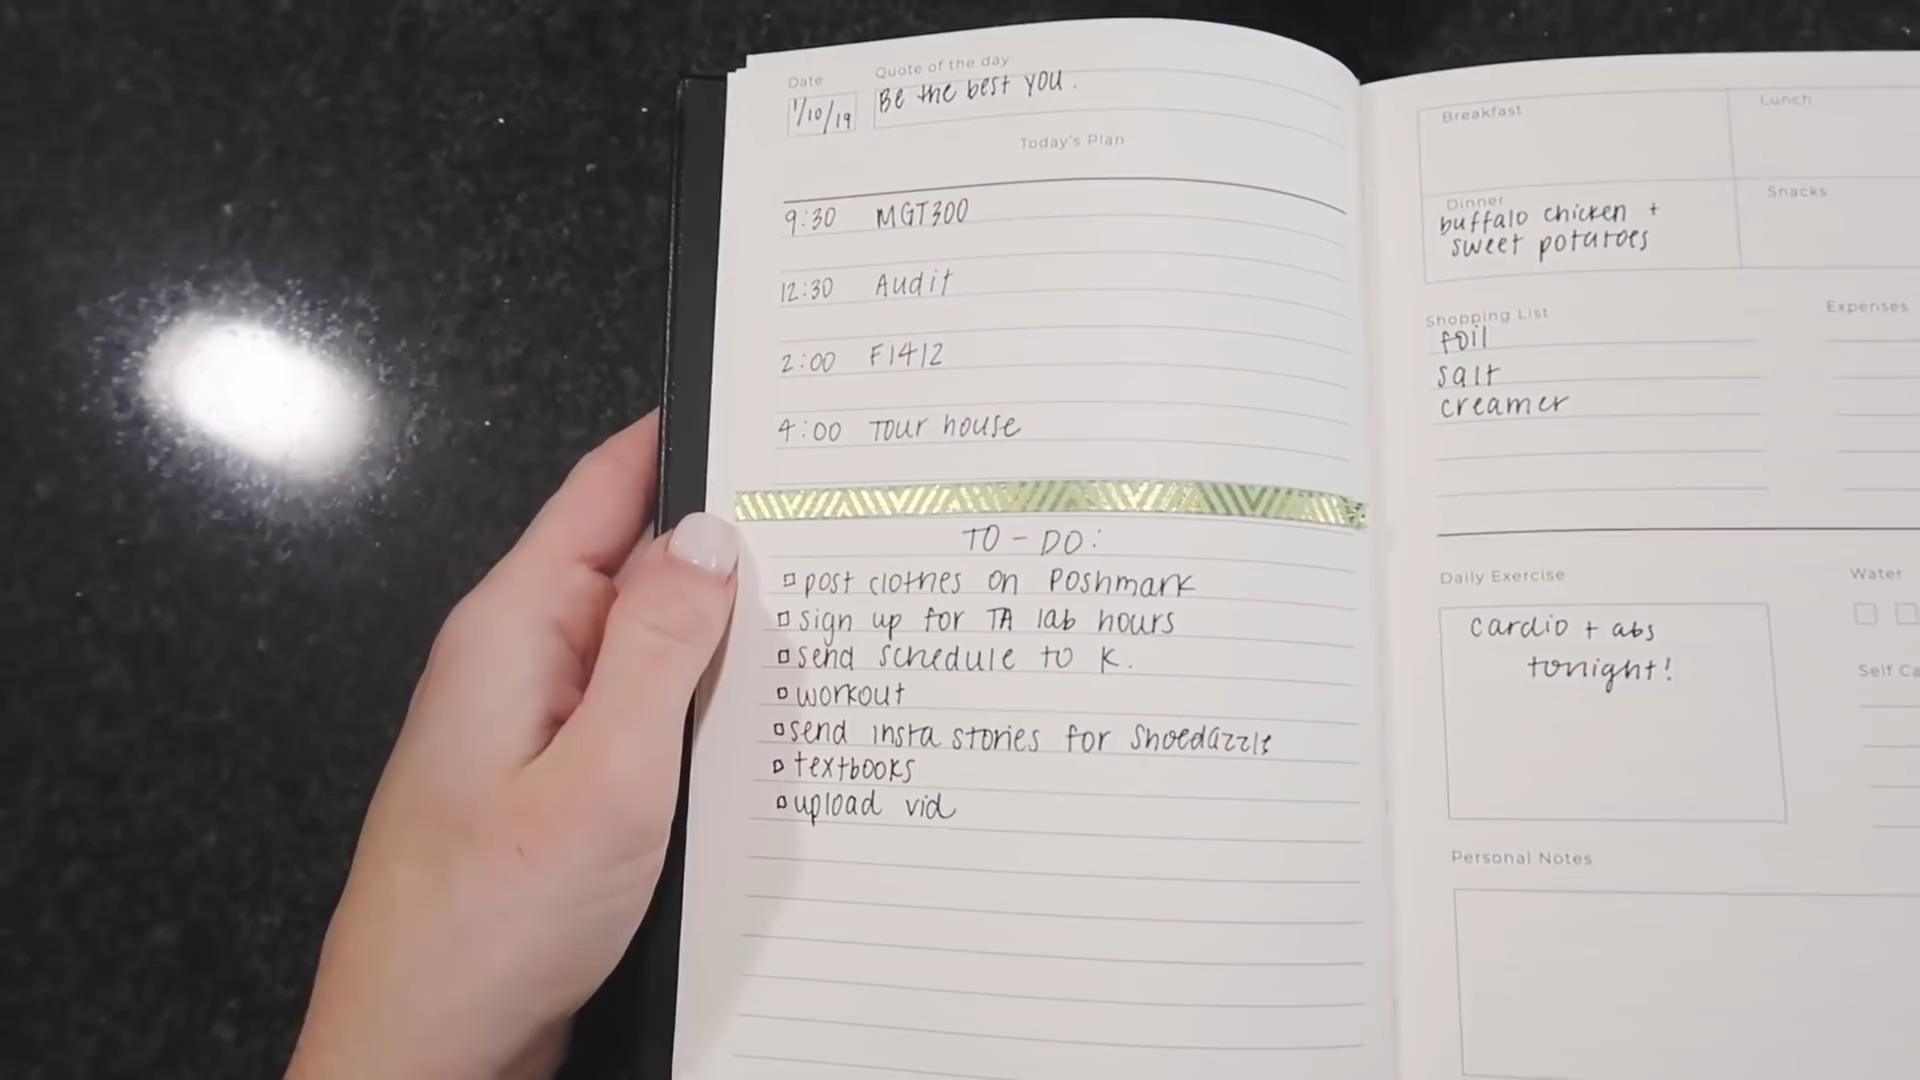 Date
Quote of the day
1/10/19
Be the best you.
Today's Plan
9:30 MGT300
12:30 Audit
2:00 FI412
4:00 Tour house
TO-DO:
post clothes on Poshmark
sign up for TA lab hours
send schedule to K.
workout
send insta stories for Shoedazzle
textbooks
upload vid
Breakfast
Lunch
Dinner
buffalo chicken +
sweet potatoes
Snacks
Shopping List
foil
salt
creamer
Expenses
Daily Exercise
cardio + abs
tonight!
Water
Self Ca
Personal Notes